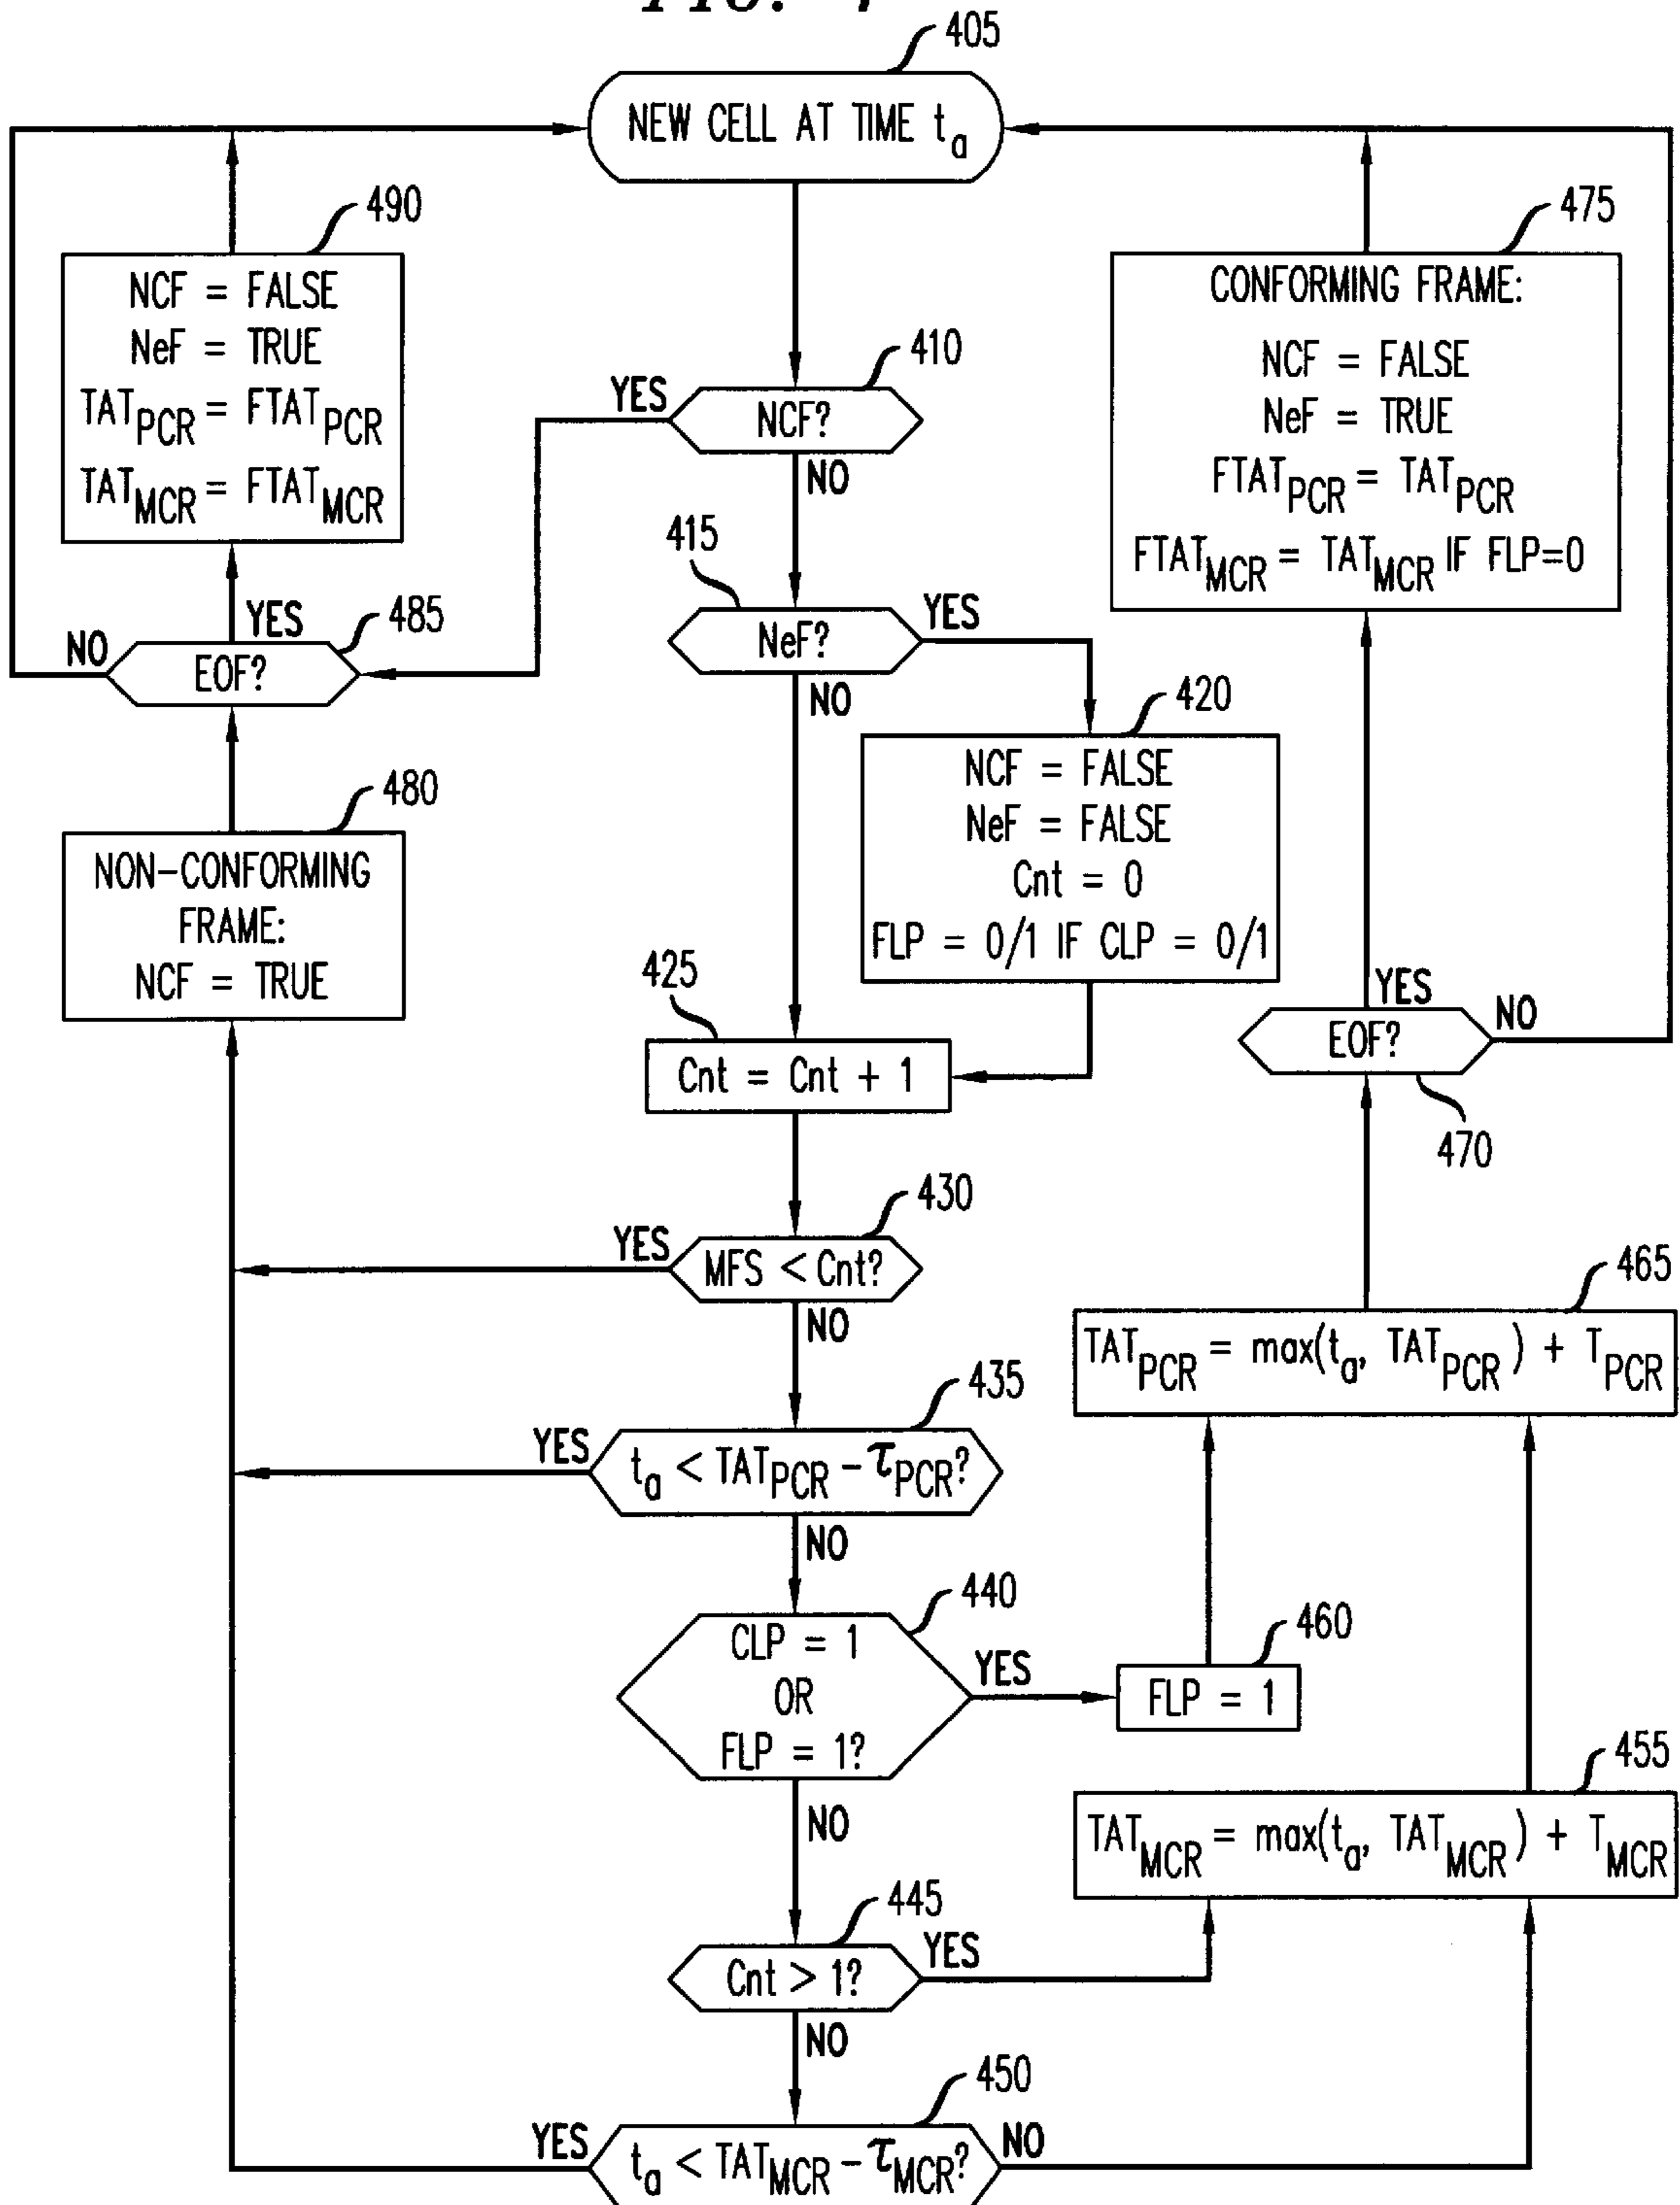 FIG. 4
405
NEW CELL AT TIME ta
490
NCF = FALSE
NeF = TRUE
TATPCR = FTATPCR
TATMCR = FTATMCR
475
CONFORMING FRAME:
NCF = FALSE
NeF = TRUE
FTATPCR = TATPCR
FTATMCR = TATMCR IF FLP=0
410
YES
NCF?
NO
415
YES
NeF?
NO
YES
485
NO
EOF?
420
NCF = FALSE
NeF = FALSE
Cnt = 0
FLP = 0/1 IF CLP = 0/1
480
NON-CONFORMING
FRAME:
NCF = TRUE
425
Cnt = Cnt + 1
YES
NO
EOF?
470
430
YES
MFS < Cnt?
NO
465
TATPCR = max(ta, TATPCR) + TPCR
435
YES
ta < TATPCR - τPCR?
NO
440
CLP = 1
OR
FLP = 1?
YES
460
FLP = 1
NO
455
TATMCR = max(ta, TATMCR) + TMCR
445
YES
Cnt > 1?
NO
450
YES
ta < TATMCR - τMCR?
NO